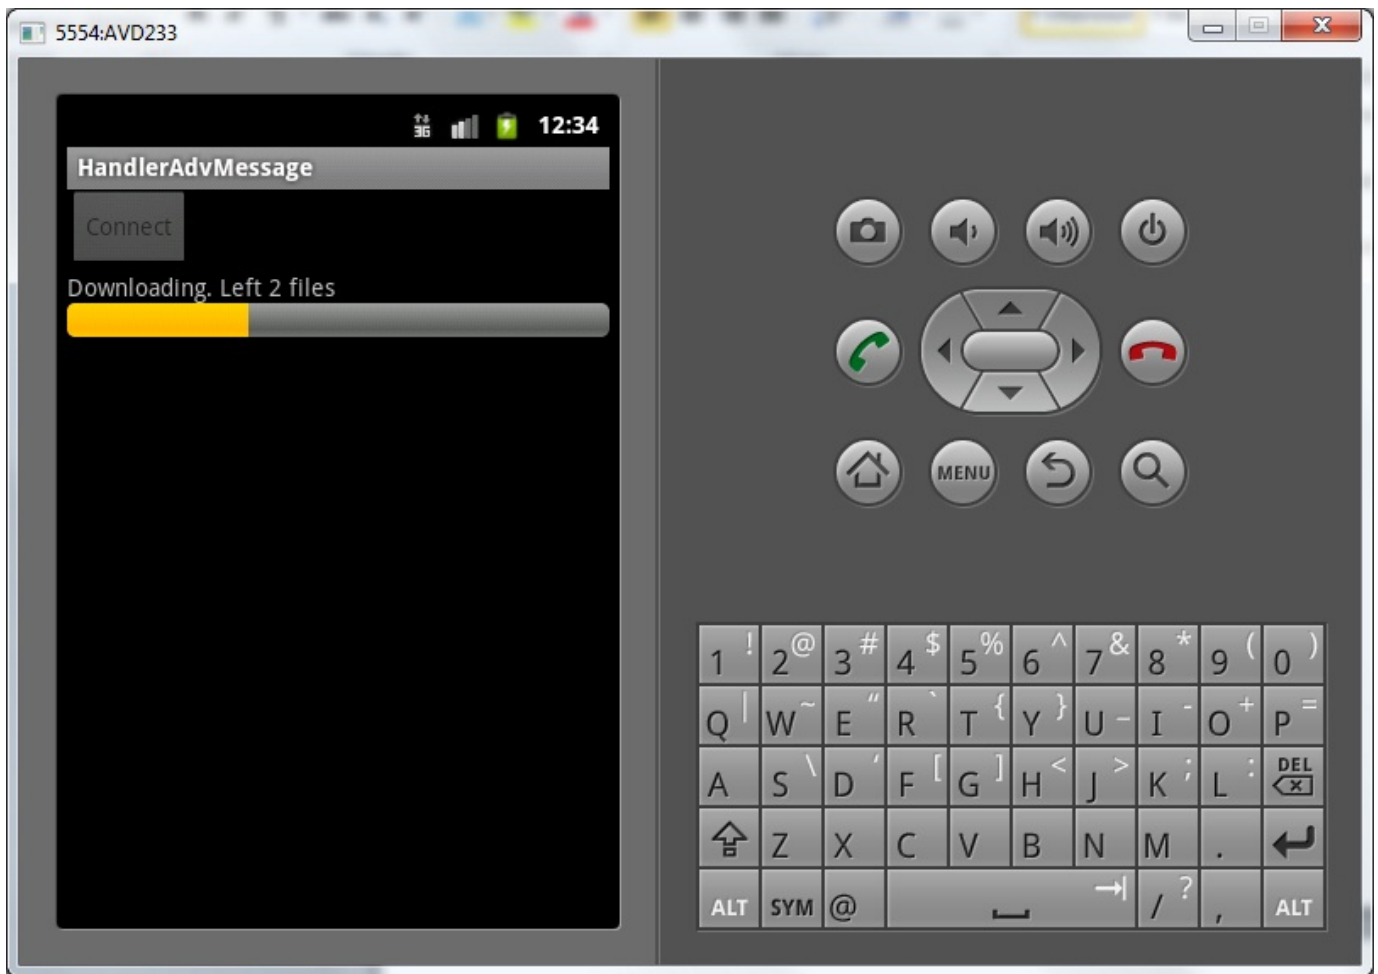 5554:AVD233
3G 12:34
HandlerAdvMessage
Connect
Downloading. Left 2 files
MENU
1 ! 2 @ 3 # 4 $ 5 % 6 ^ 7 & 8 * 9 ( 0 )
Q | W ~ E " R ` T { Y } U _ I - O + P =
A S \ D ' F [ G ] H < J > K ; L : DEL
Z X C V B N M .
ALT SYM @ / ? , ALT